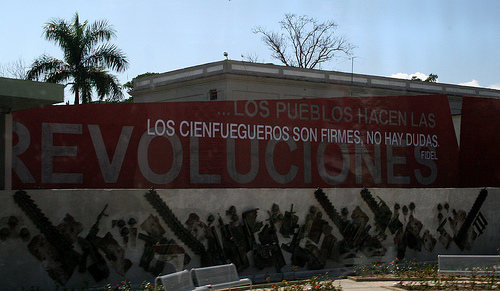 ...LOS PUEBLOS HACEN LAS
REVOLUCIONES
LOS CIENFUEGUEROS SON FIRMES, NO HAY DUDAS.
FIDEL